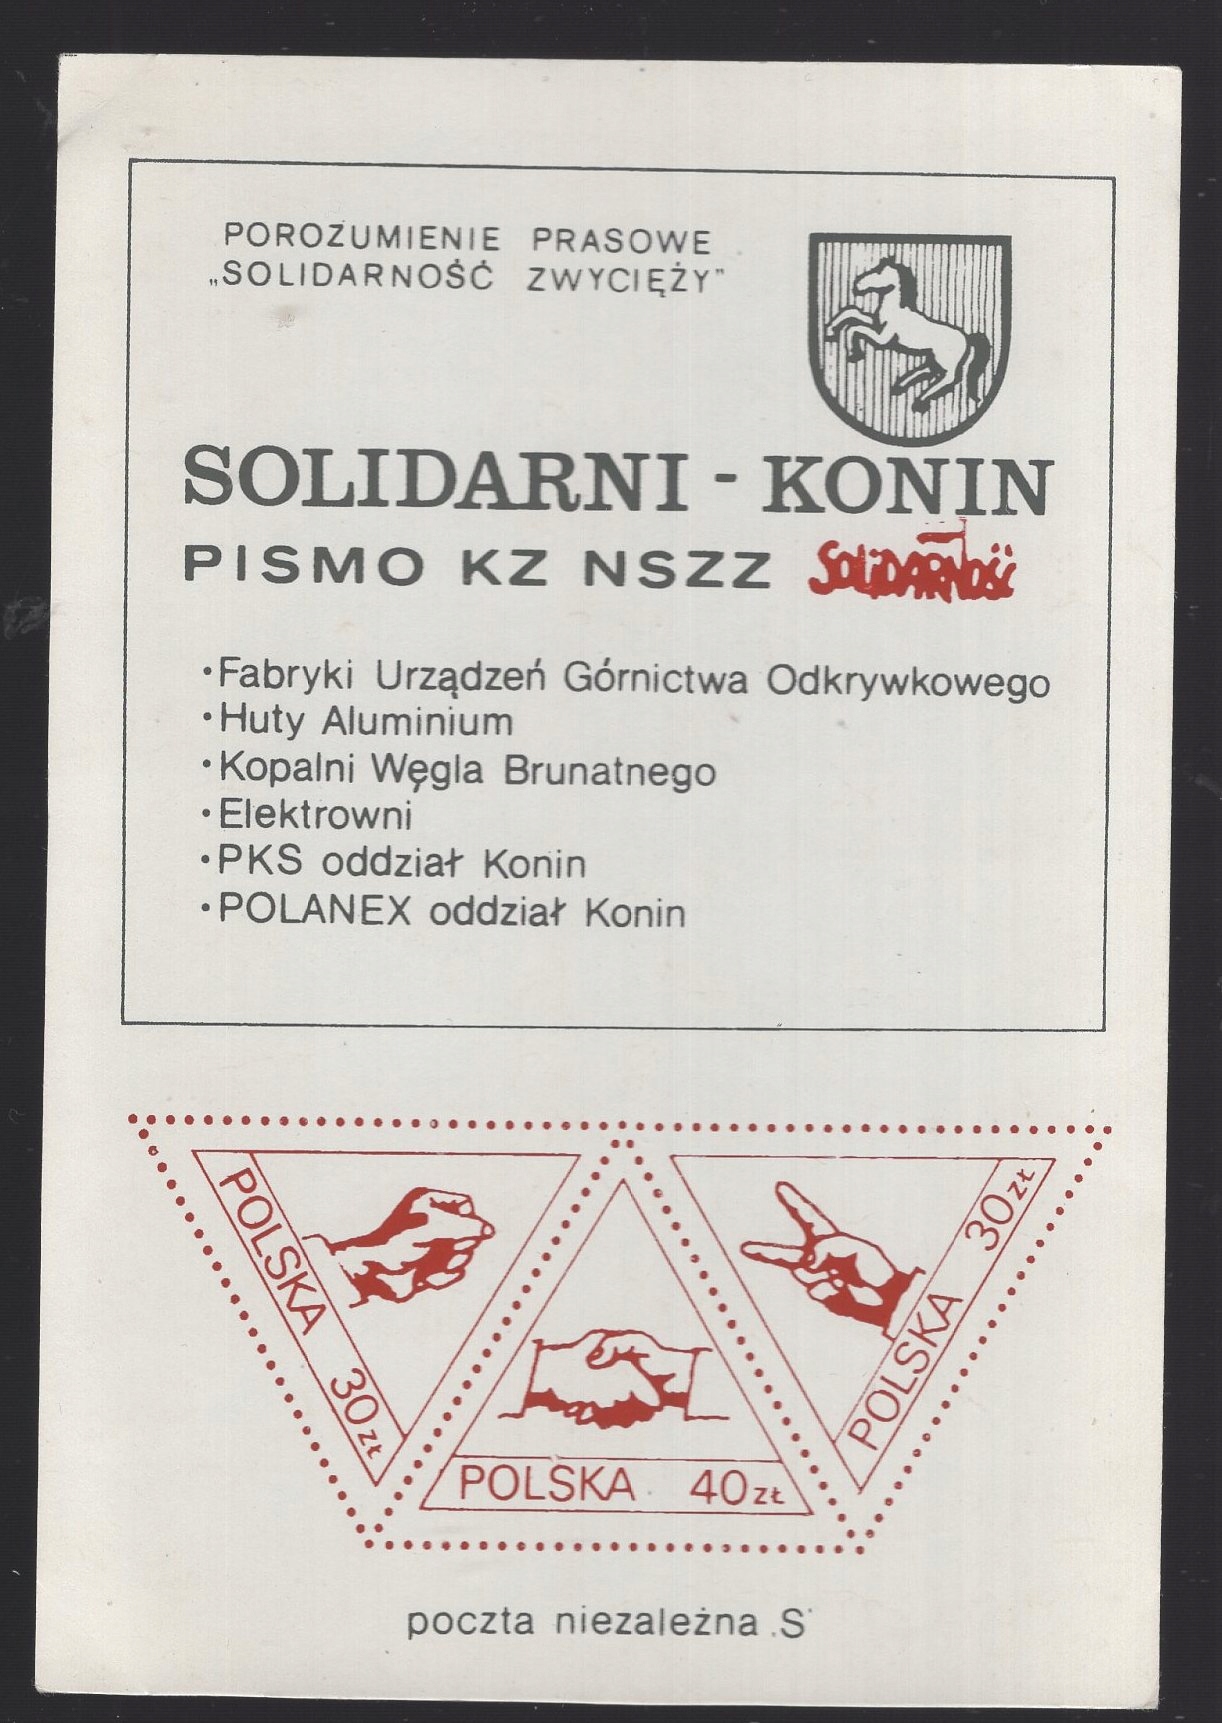 POROZUMIENIE PRASOWE
„SOLIDARNOŚĆ ZWYCIĘŻY"
SOLIDARNI - KONIN
PISMO KZ NSZZ SOLIDARNOŚĆ
•Fabryki Urządzeń Górnictwa Odkrywkowego
•Huty Aluminium
•Kopalni Węgla Brunatnego
•Elektrowni
•PKS oddział Konin
•POLANEX oddział Konin
POLSKA 30zł
POLSKA 40zł
POLSKA 30zł
poczta niezależna „S"